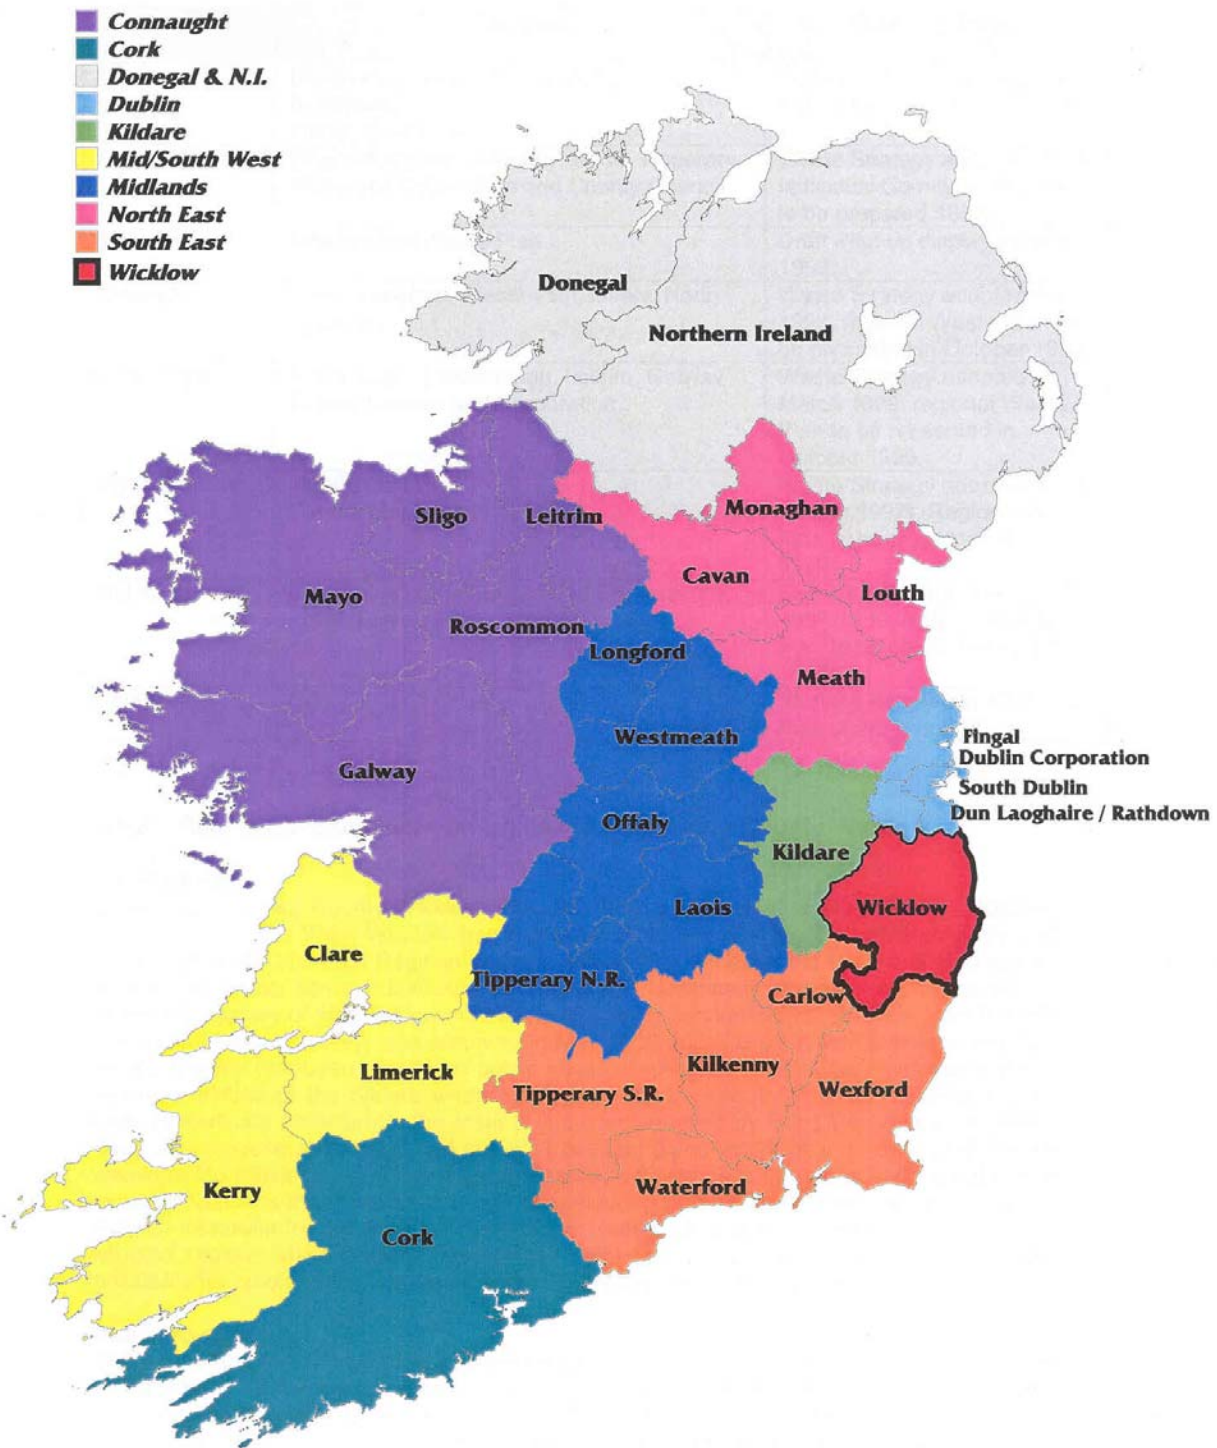 Connaught
Cork
Donegal & N.I.
Dublin
Kildare
Mid/South West
Midlands
North East
South East
Wicklow
Donegal
Northern Ireland
Monaghan
Sligo
Leitrim
Cavan
Louth
Mayo
Roscommon
Longford
Meath
Westmeath
Fingal
Dublin Corporation
Galway
South Dublin
Dun Laoghaire / Rathdown
Offaly
Kildare
Laois
Wicklow
Clare
Tipperary N.R.
Carlow
Limerick
Kilkenny
Tipperary S.R.
Wexford
Kerry
Waterford
Cork